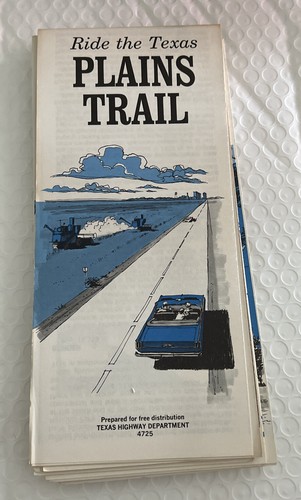 Ride the Texas
PLAINS
TRAIL
Prepared for free distribution
TEXAS HIGHWAY DEPARTMENT
4725